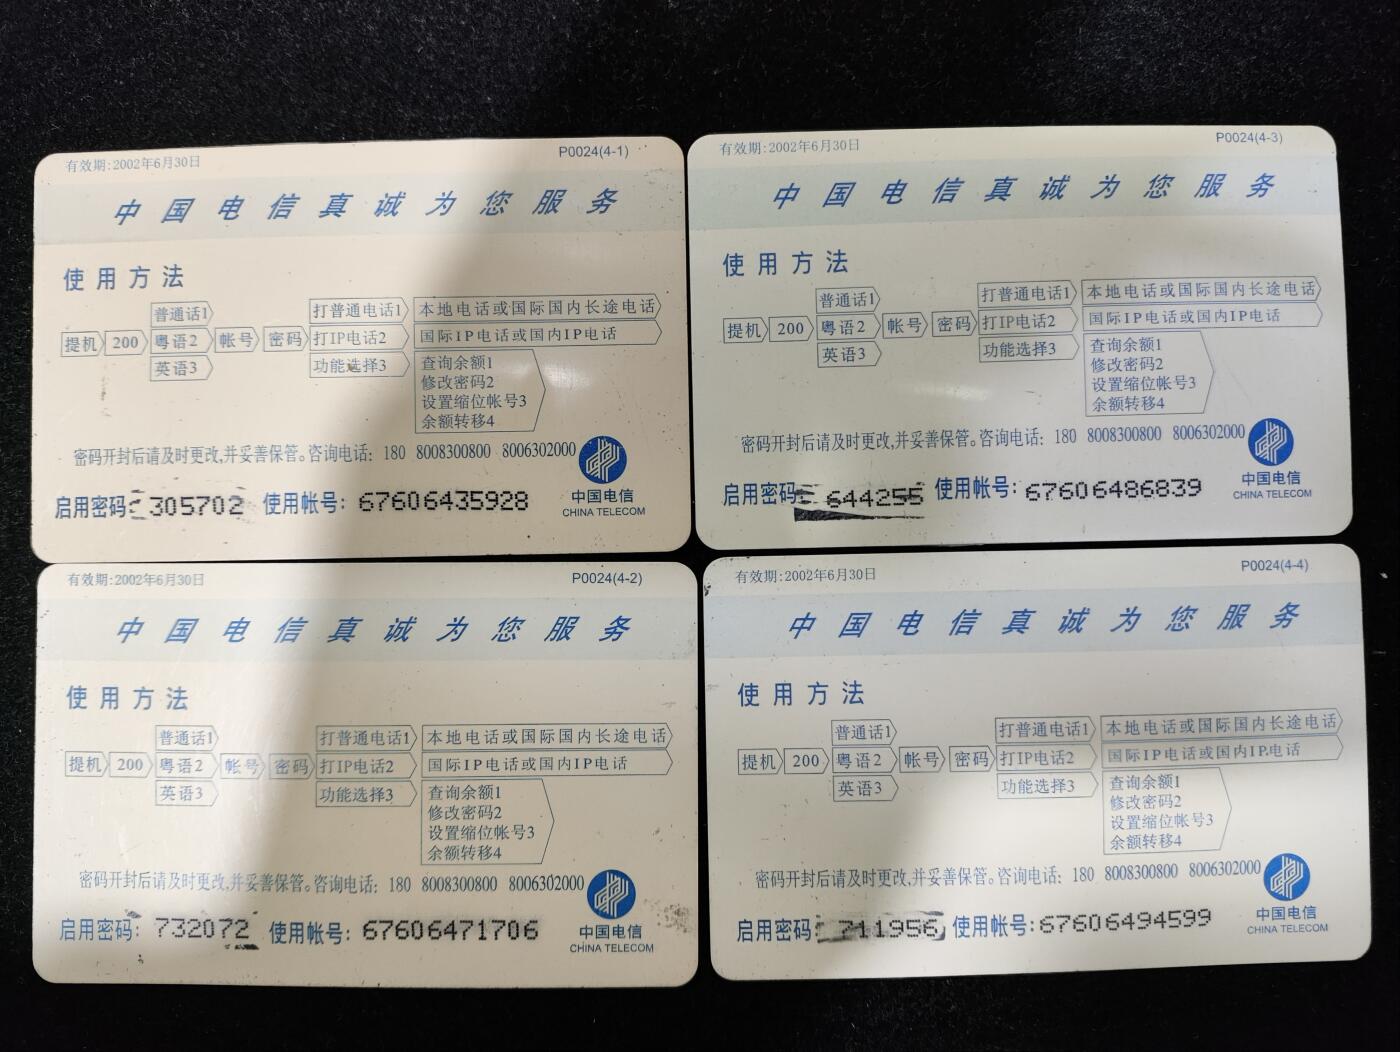 有效期:2002年6月30日 P0024(4-1)
中国电信真诚为您服务
使用方法
普通话1 打普通电话1 本地电话或国际国内长途电话
提机 200 粤语2 帐号 密码 打IP电话2 国际IP电话或国内IP电话
英语3 功能选择3 查询余额1
修改密码2
设置缩位帐号3
余额转移4
密码开封后请及时更改,并妥善保管。咨询电话: 180 8008300800 8006302000
中国电信
CHINA TELECOM
启用密码: 305702 使用帐号: 67606435928
有效期:2002年6月30日 P0024(4-3)
中国电信真诚为您服务
使用方法
普通话1 打普通电话1 本地电话或国际国内长途电话
提机 200 粤语2 帐号 密码 打IP电话2 国际IP电话或国内IP电话
英语3 功能选择3 查询余额1
修改密码2
设置缩位帐号3
余额转移4
密码开封后请及时更改,并妥善保管。咨询电话: 180 8008300800 8006302000
中国电信
CHINA TELECOM
启用密码: 644255 使用帐号: 67606486839
有效期:2002年6月30日 P0024(4-2)
中国电信真诚为您服务
使用方法
普通话1 打普通电话1 本地电话或国际国内长途电话
提机 200 粤语2 帐号 密码 打IP电话2 国际IP电话或国内IP电话
英语3 功能选择3 查询余额1
修改密码2
设置缩位帐号3
余额转移4
密码开封后请及时更改,并妥善保管。咨询电话: 180 8008300800 8006302000
中国电信
CHINA TELECOM
启用密码: 732072 使用帐号: 67606471706
有效期:2002年6月30日 P0024(4-4)
中国电信真诚为您服务
使用方法
普通话1 打普通电话1 本地电话或国际国内长途电话
提机 200 粤语2 帐号 密码 打IP电话2 国际IP电话或国内IP电话
英语3 功能选择3 查询余额1
修改密码2
设置缩位帐号3
余额转移4
密码开封后请及时更改,并妥善保管。咨询电话: 180 8008300800 8006302000
中国电信
CHINA TELECOM
启用密码: 711956 使用帐号: 67606494599